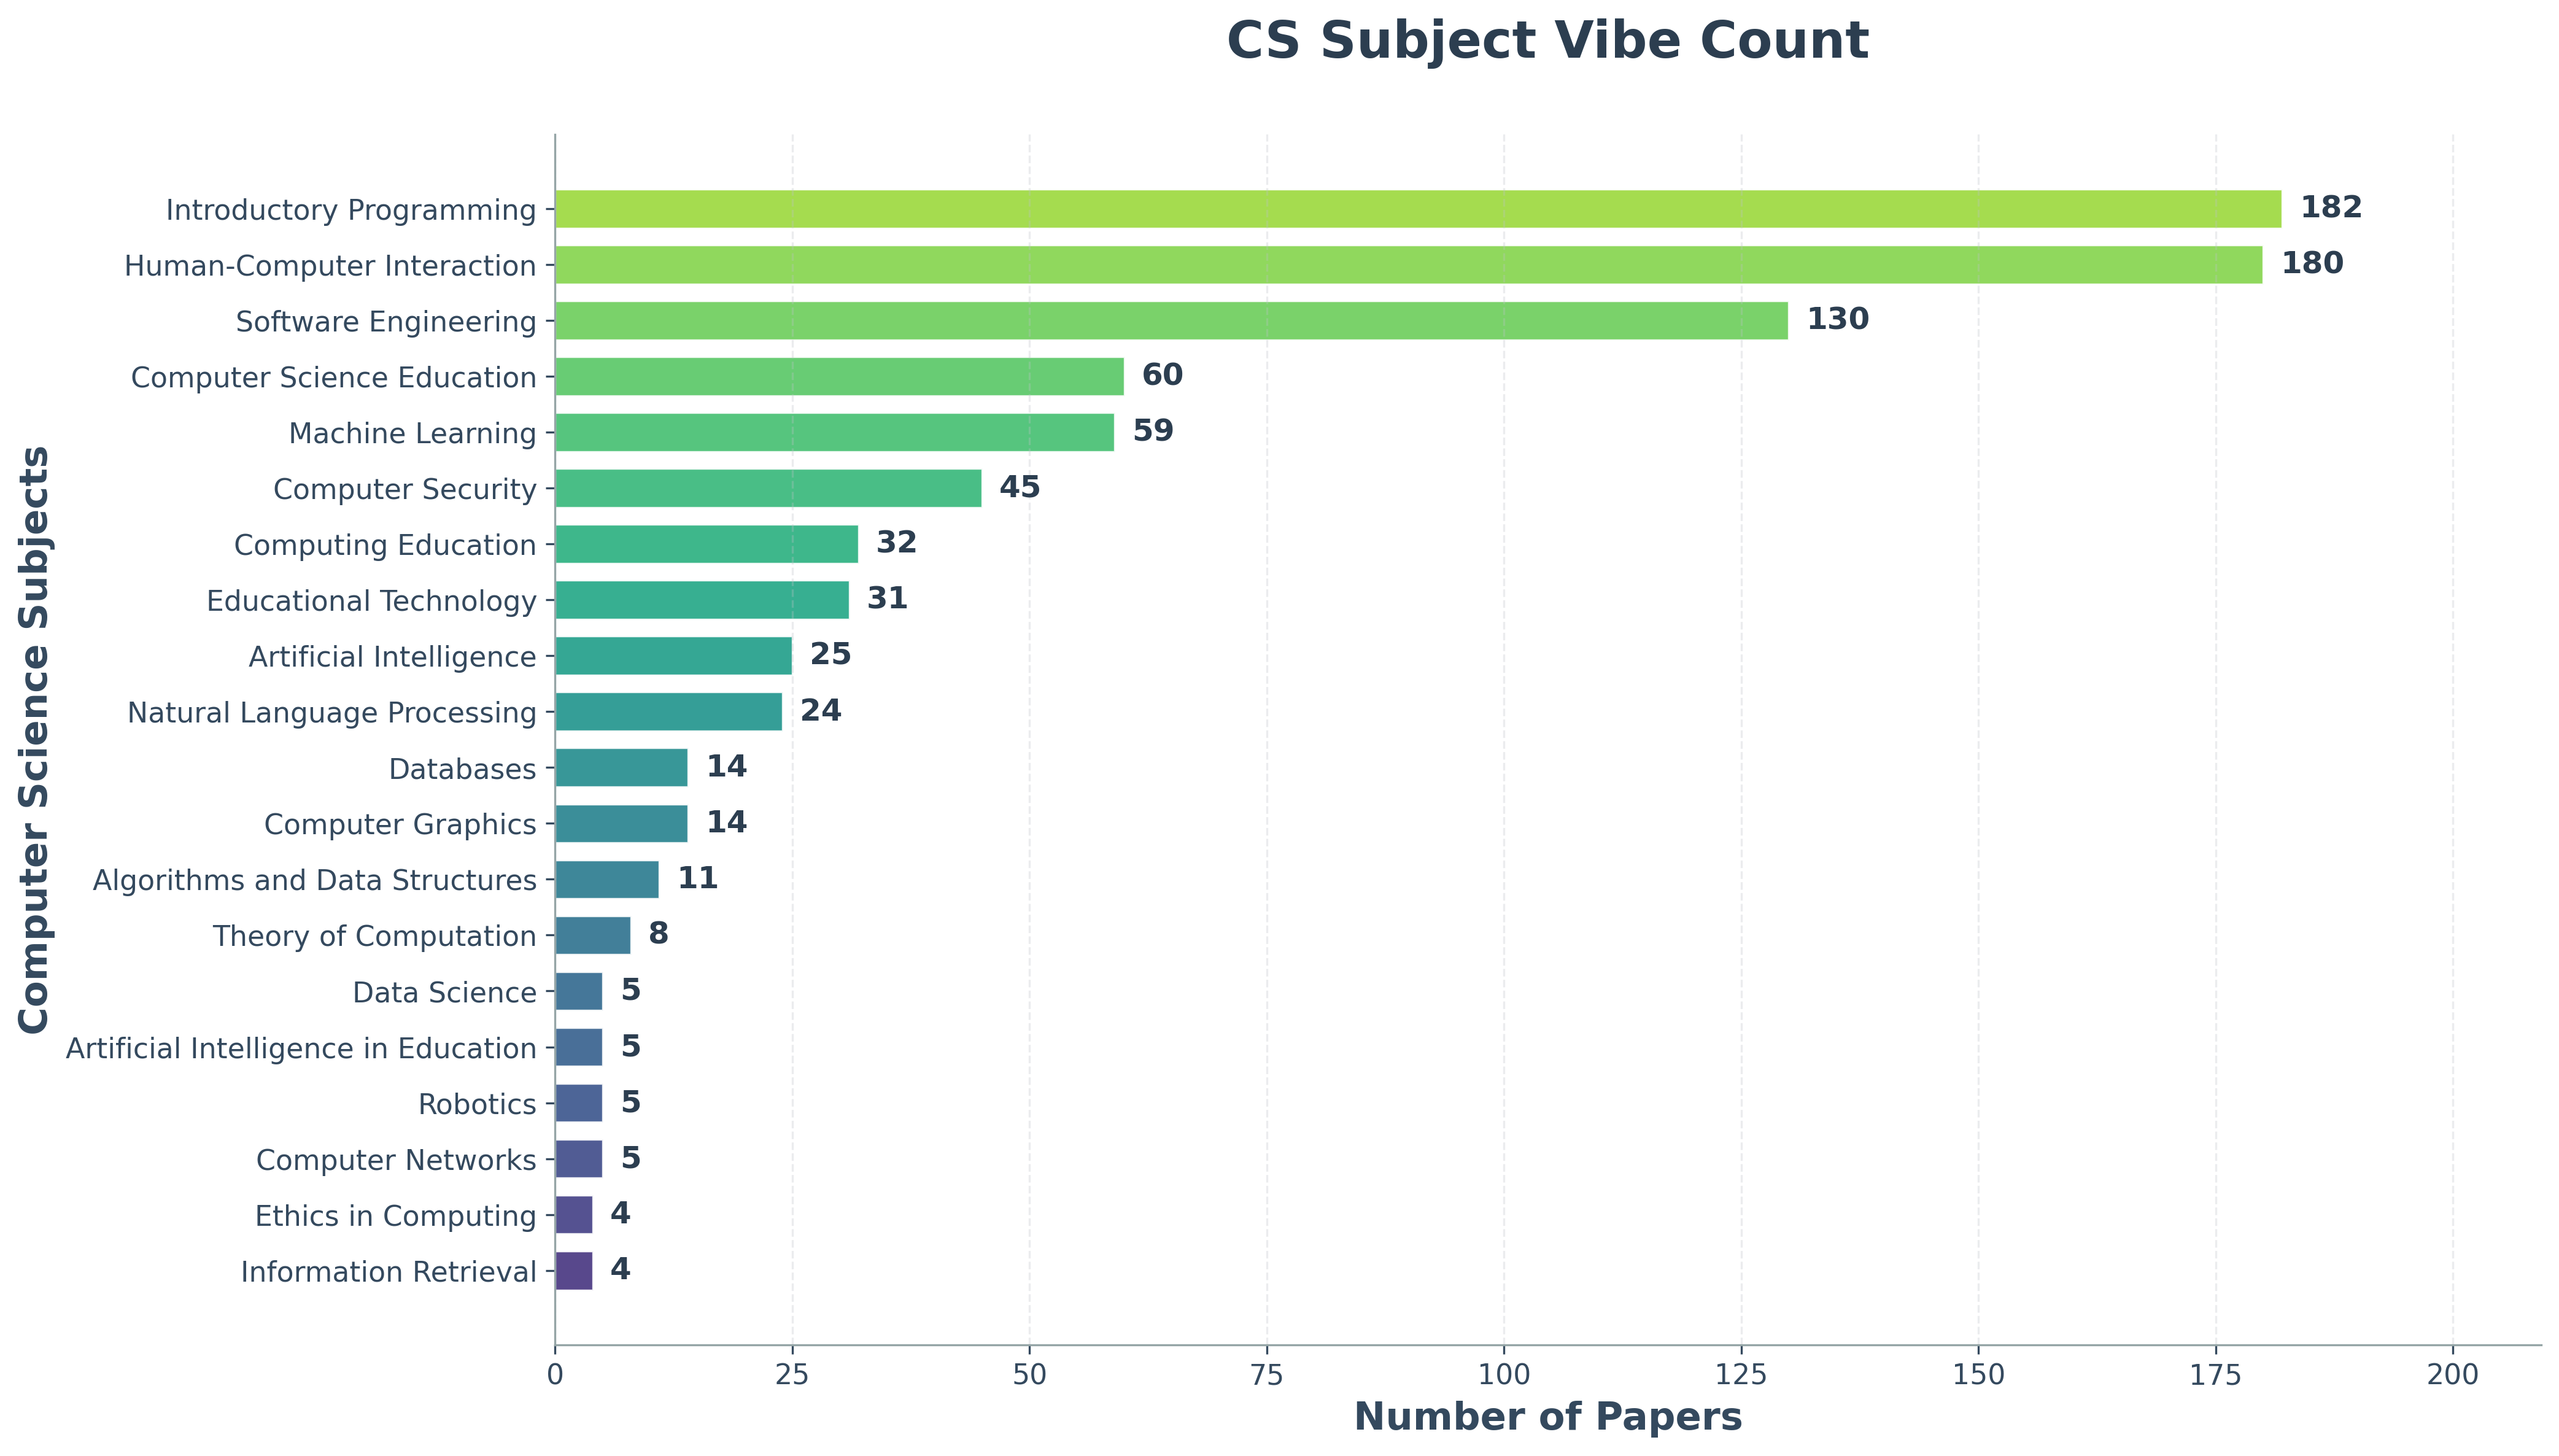 CS Subject Vibe Count
Computer Science Subjects
Introductory Programming 182
Human-Computer Interaction 180
Software Engineering 130
Computer Science Education 60
Machine Learning 59
Computer Security 45
Computing Education 32
Educational Technology 31
Artificial Intelligence 25
Natural Language Processing 24
Databases 14
Computer Graphics 14
Algorithms and Data Structures 11
Theory of Computation 8
Data Science 5
Artificial Intelligence in Education 5
Robotics 5
Computer Networks 5
Ethics in Computing 4
Information Retrieval 4
0 25 50 75 100 125 150 175 200
Number of Papers